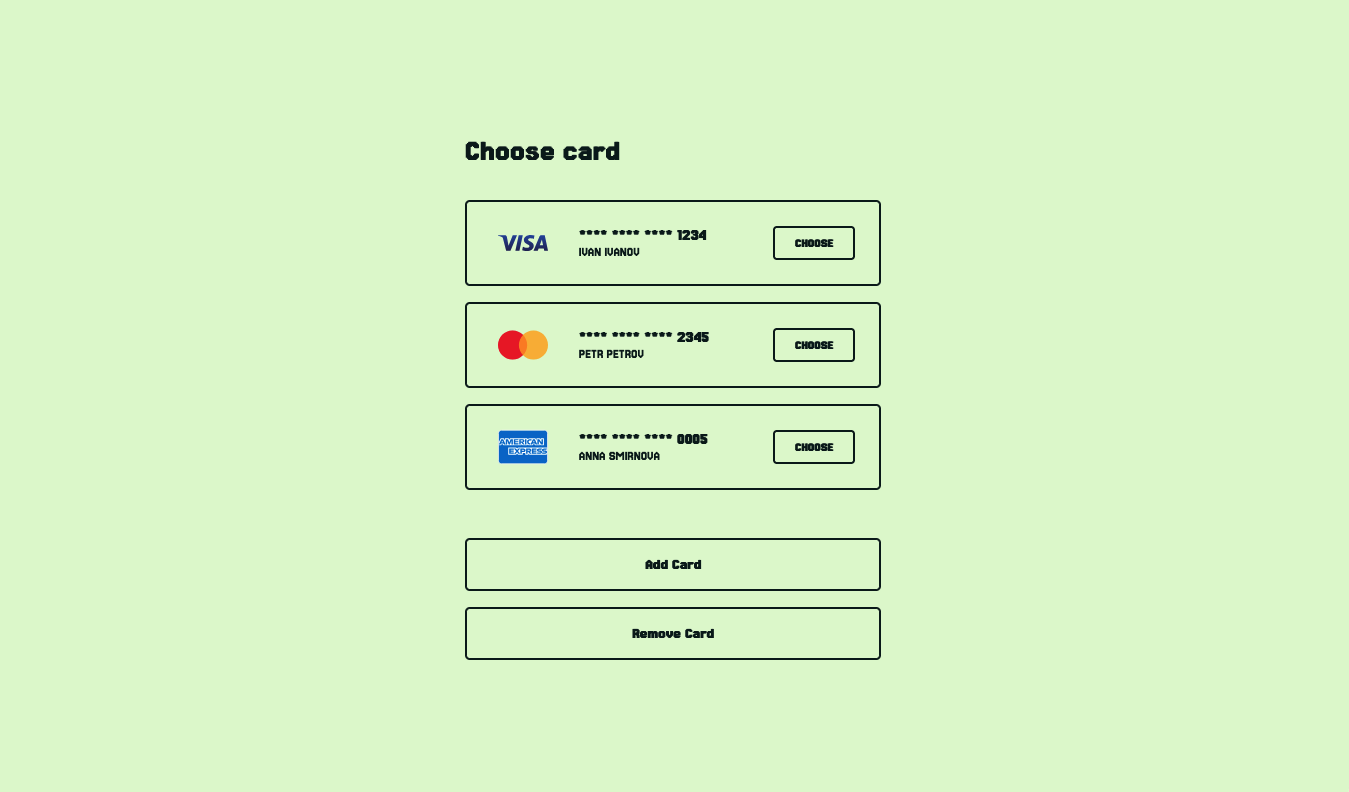 Choose card
VISA
**** **** **** 1234
IVAN IVANOV
CHOOSE
**** **** **** 2345
PETR PETROV
CHOOSE
AMERICAN
EXPRESS
**** **** **** 0005
ANNA SMIRNOVA
CHOOSE
Add Card
Remove Card